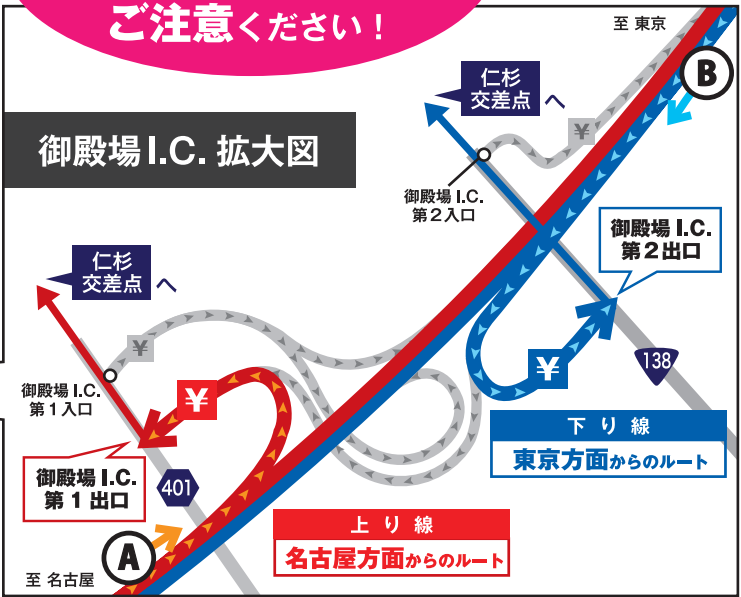 ご注意ください！
至 東京
B
仁杉
交差点 へ
¥
御殿場 I.C. 拡大図
御殿場 I.C.
第2入口
御殿場 I.C.
第2出口
仁杉
交差点 へ
¥
138
¥
御殿場 I.C.
第1入口
¥
下り線
東京方面からのルート
御殿場 I.C.
第1出口
401
上り線
名古屋方面からのルート
A
至 名古屋